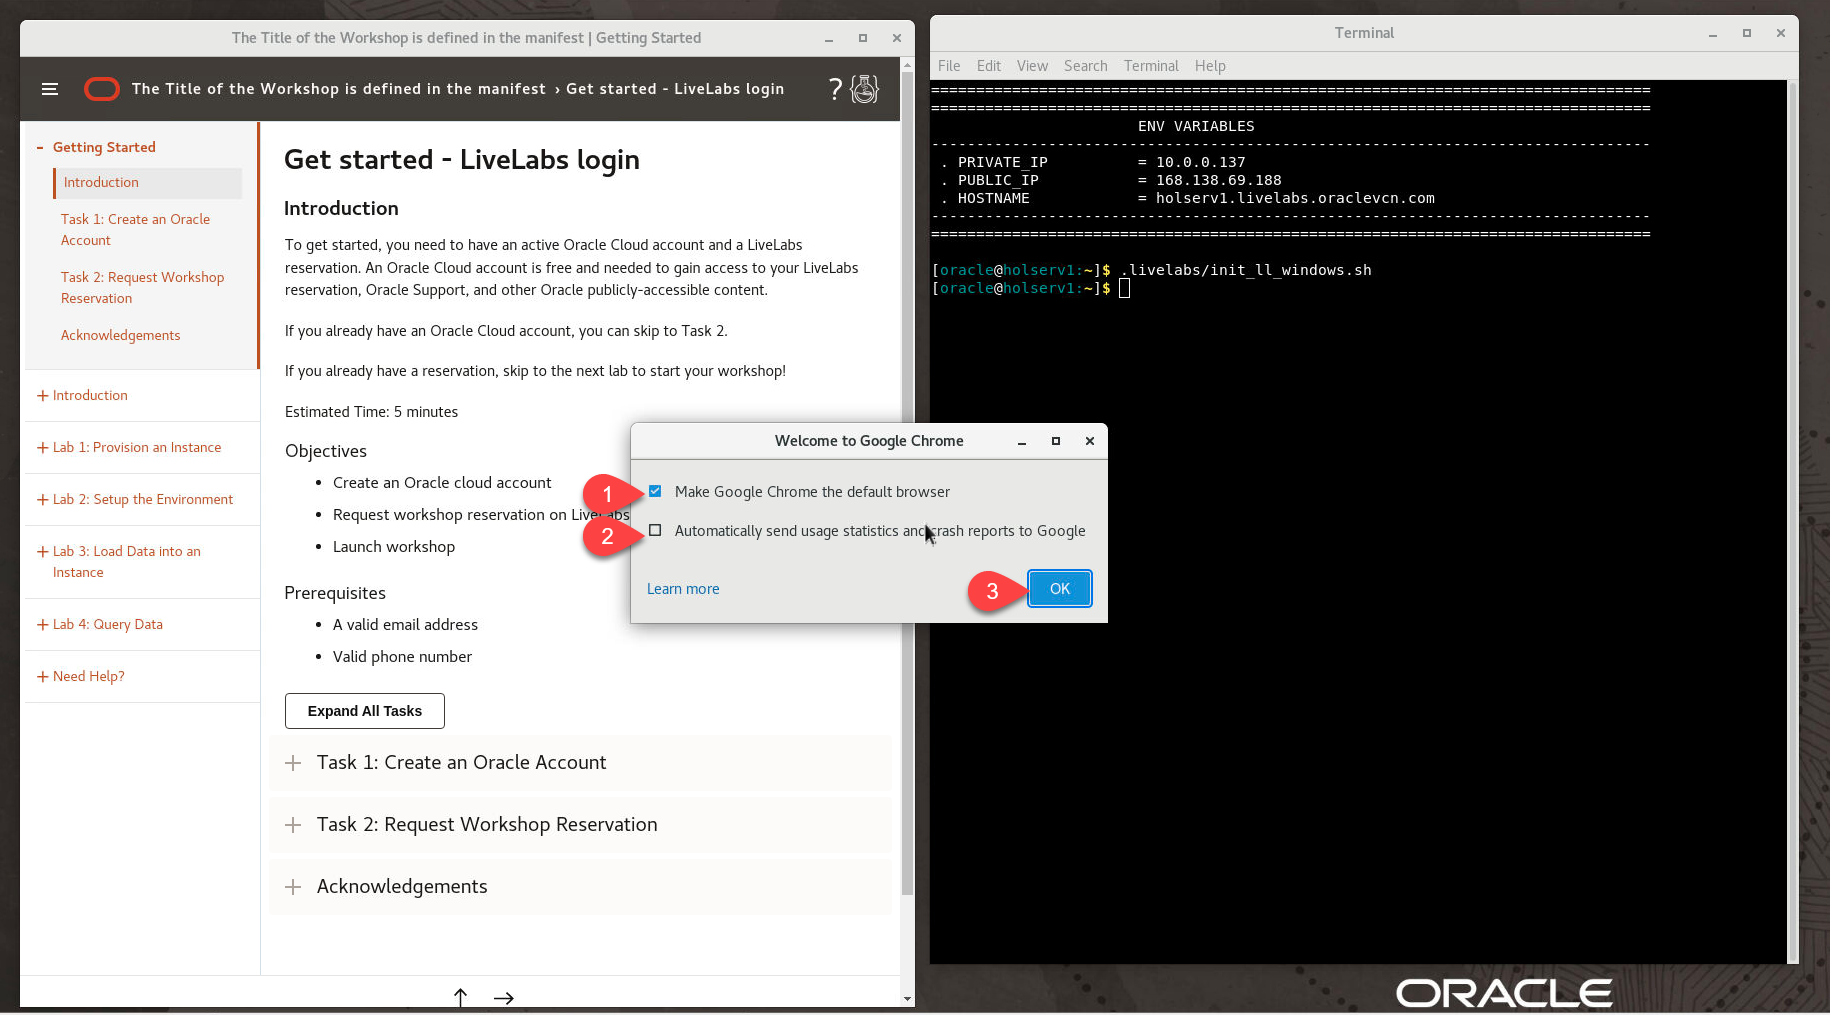 The Title of the Workshop is defined in the manifest | Getting Started
The Title of the Workshop is defined in the manifest › Get started - LiveLabs login
?
- Getting Started
Introduction
Task 1: Create an Oracle
Account
Task 2: Request Workshop
Reservation
Acknowledgements
+ Introduction
+ Lab 1: Provision an Instance
+ Lab 2: Setup the Environment
+ Lab 3: Load Data into an
Instance
+ Lab 4: Query Data
+ Need Help?
Get started - LiveLabs login
Introduction
To get started, you need to have an active Oracle Cloud account and a LiveLabs
reservation. An Oracle Cloud account is free and needed to gain access to your LiveLabs
reservation, Oracle Support, and other Oracle publicly-accessible content.
If you already have an Oracle Cloud account, you can skip to Task 2.
If you already have a reservation, skip to the next lab to start your workshop!
Estimated Time: 5 minutes
Objectives
• Create an Oracle cloud account
• Request workshop reservation on LiveLabs
• Launch workshop
Prerequisites
• A valid email address
• Valid phone number
Expand All Tasks
+ Task 1: Create an Oracle Account
+ Task 2: Request Workshop Reservation
+ Acknowledgements
↑ →
Welcome to Google Chrome
1
Make Google Chrome the default browser
2
Automatically send usage statistics and crash reports to Google
Learn more
3
OK
Terminal
File Edit View Search Terminal Help
================================================================================
================================================================================
ENV VARIABLES
--------------------------------------------------------------------------------
. PRIVATE_IP = 10.0.0.137
. PUBLIC_IP = 168.138.69.188
. HOSTNAME = holserv1.livelabs.oraclevcn.com
--------------------------------------------------------------------------------
================================================================================
[oracle@holserv1:~]$ .livelabs/init_ll_windows.sh
[oracle@holserv1:~]$
ORACLE